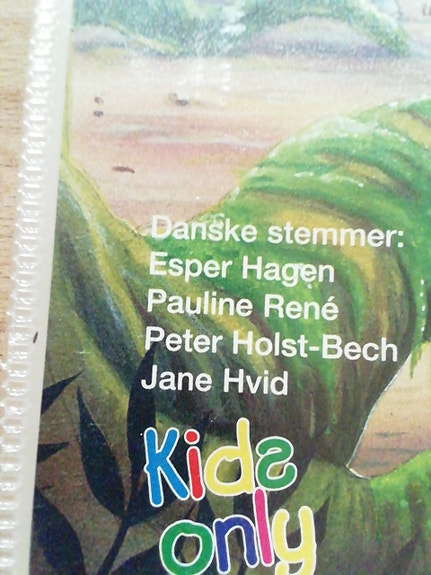 Danske stemmer:
Esper Hagen
Pauline René
Peter Holst-Bech
Jane Hvid
Kids
only